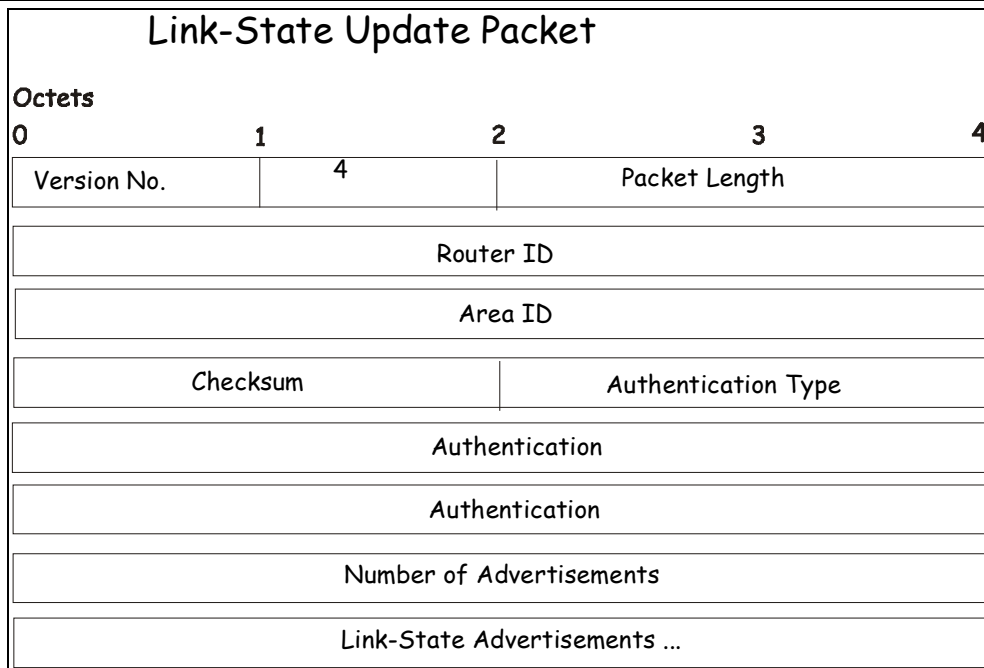 Link-State Update Packet
Octets
0 1 2 3 4
Version No. 4 Packet Length
Router ID
Area ID
Checksum Authentication Type
Authentication
Authentication
Number of Advertisements
Link-State Advertisements ...